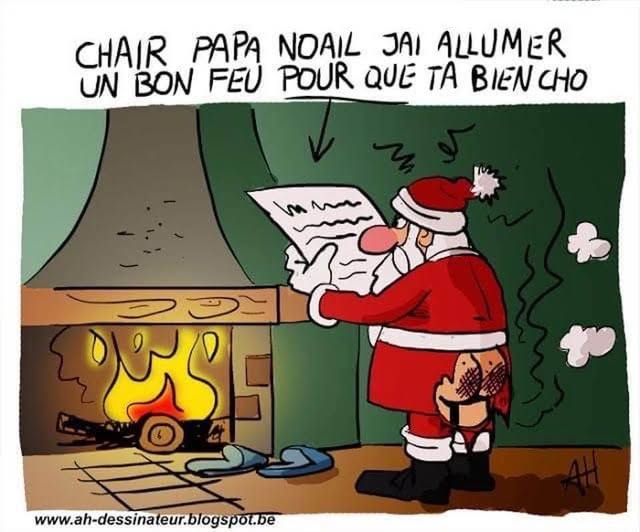 CHAIR PAPA NOAIL JAI ALLUMER
UN BON FEU POUR QUE TA BIEN CHO
AH
www.ah-dessinateur.blogspot.be